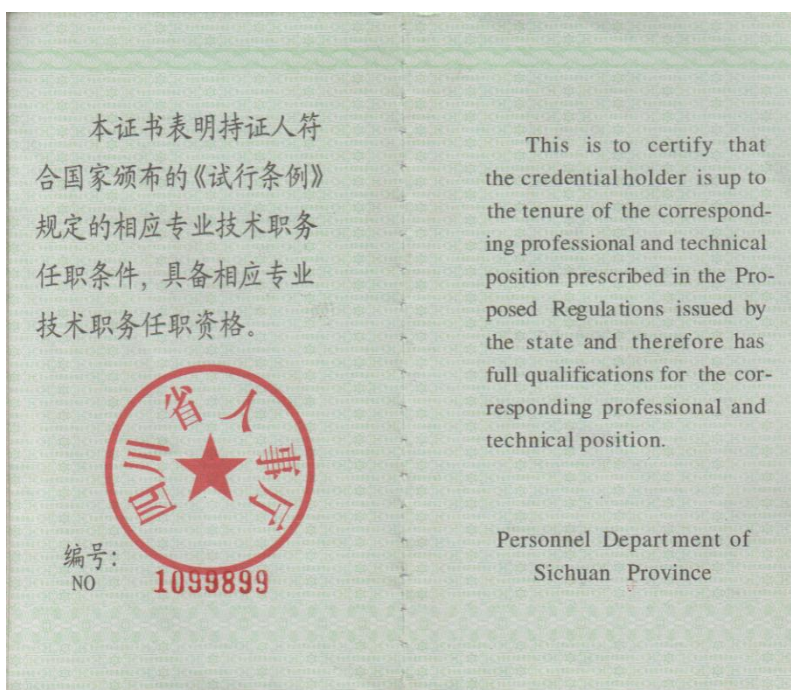 本证书表明持证人符
合国家颁布的《试行条例》
规定的相应专业技术职务
任职条件，具备相应专业
技术职务任职资格。
四川省人事厅
编号：
NO 1099899
This is to certify that
the credential holder is up to
the tenure of the correspond-
ing professional and technical
position prescribed in the Pro-
posed Regulations issued by
the state and therefore has
full qualifications for the cor-
responding professional and
technical position.
Personnel Department of
Sichuan Province